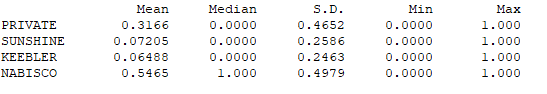 Mean Median S.D. Min Max
PRIVATE 0.3166 0.0000 0.4652 0.0000 1.000
SUNSHINE 0.07205 0.0000 0.2586 0.0000 1.000
KEEBLER 0.06488 0.0000 0.2463 0.0000 1.000
NABISCO 0.5465 1.000 0.4979 0.0000 1.000